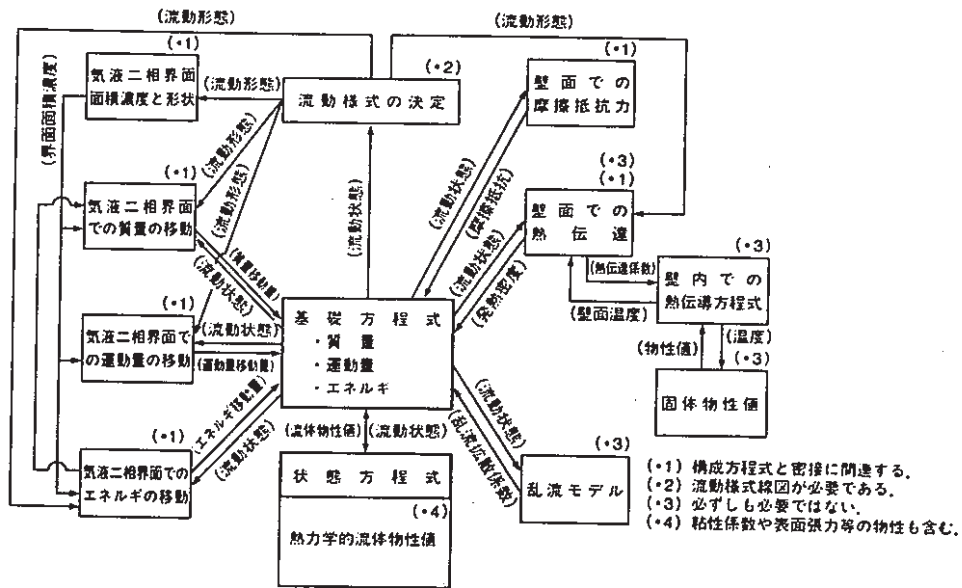 (流動形態)
(流動形態)
(*1)
気液二相界面
面積濃度と形状
(流動形態)
(*2)
流動様式の決定
(*1)
壁面での
摩擦抵抗力
(界面面積濃度)
(流動形態)
(流動形態)
(*1)
気液二相界面
での質量の移動
(流動状態)
(流動状態)
(摩擦抵抗)
(*3)
(*1)
壁面での
熱伝達
(質量移動量)
(流動状態)
(流動状態)
(発熱密度)
(熱伝達係数)
(壁面温度)
(*3)
壁内での
熱伝導方程式
(*1)
気液二相界面で
の運動量の移動
(流動状態)
(運動量移動量)
基礎方程式
・質量
・運動量
・エネルギ
(物性値)
(温度)
(*3)
固体物性値
(エネルギ移動量)
(流動状態)
(流体物性値)
(流動状態)
(流動状態)
(乱流拡散係数)
(*1)
気液二相界面での
エネルギの移動
状態方程式
(*4)
熱力学的流体物性値
(*3)
乱流モデル
(*1) 構成方程式と密接に関連する.
(*2) 流動様式線図が必要である.
(*3) 必ずしも必要ではない.
(*4) 粘性係数や表面張力等の物性も含む.